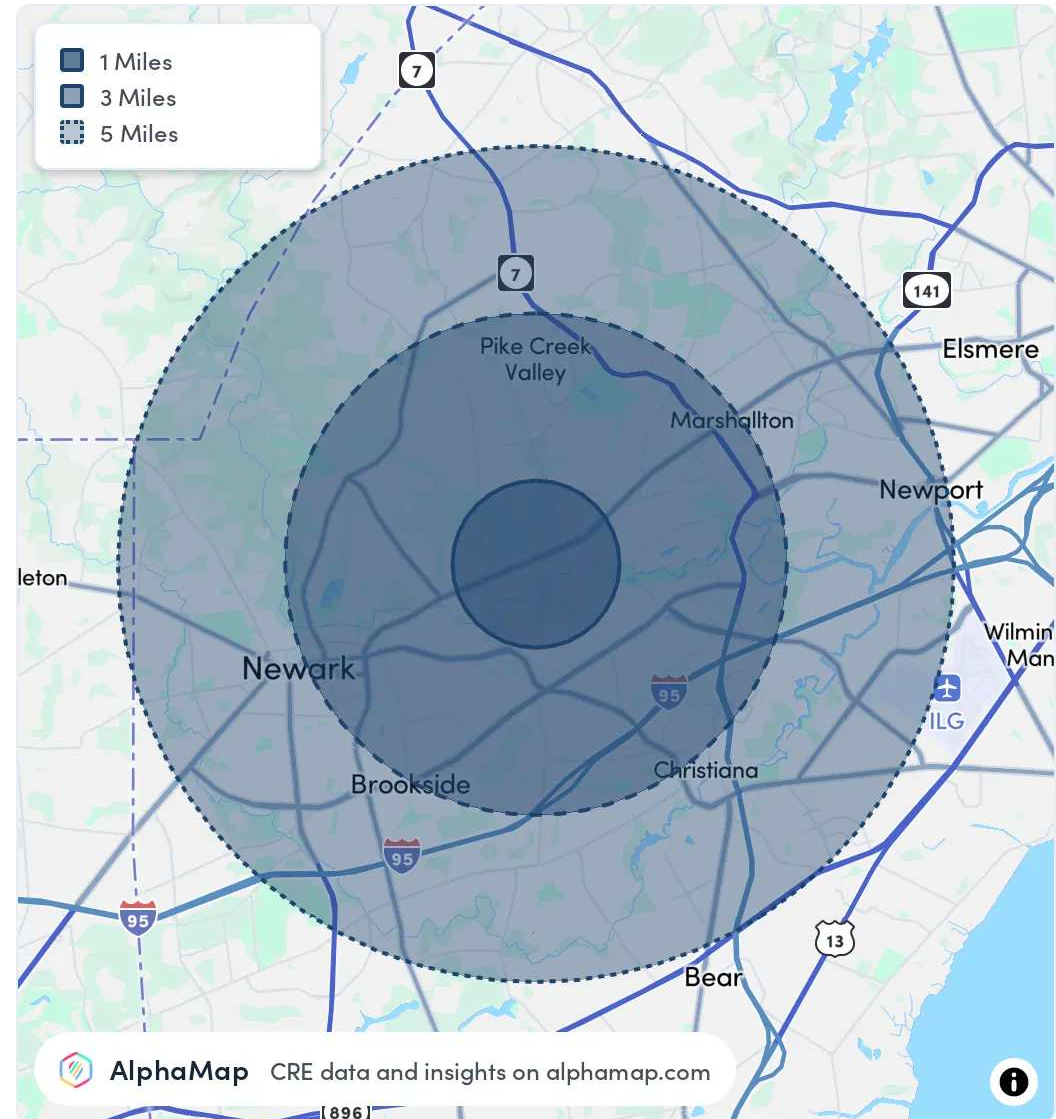 1 Miles
3 Miles
5 Miles
7
7
141
Elsmere
Pike Creek
Valley
Marshallton
Newport
leton
Wilmin
Man
Newark
95
ILG
Christiana
Brookside
95
95
13
Bear
AlphaMap CRE data and insights on alphamap.com
896